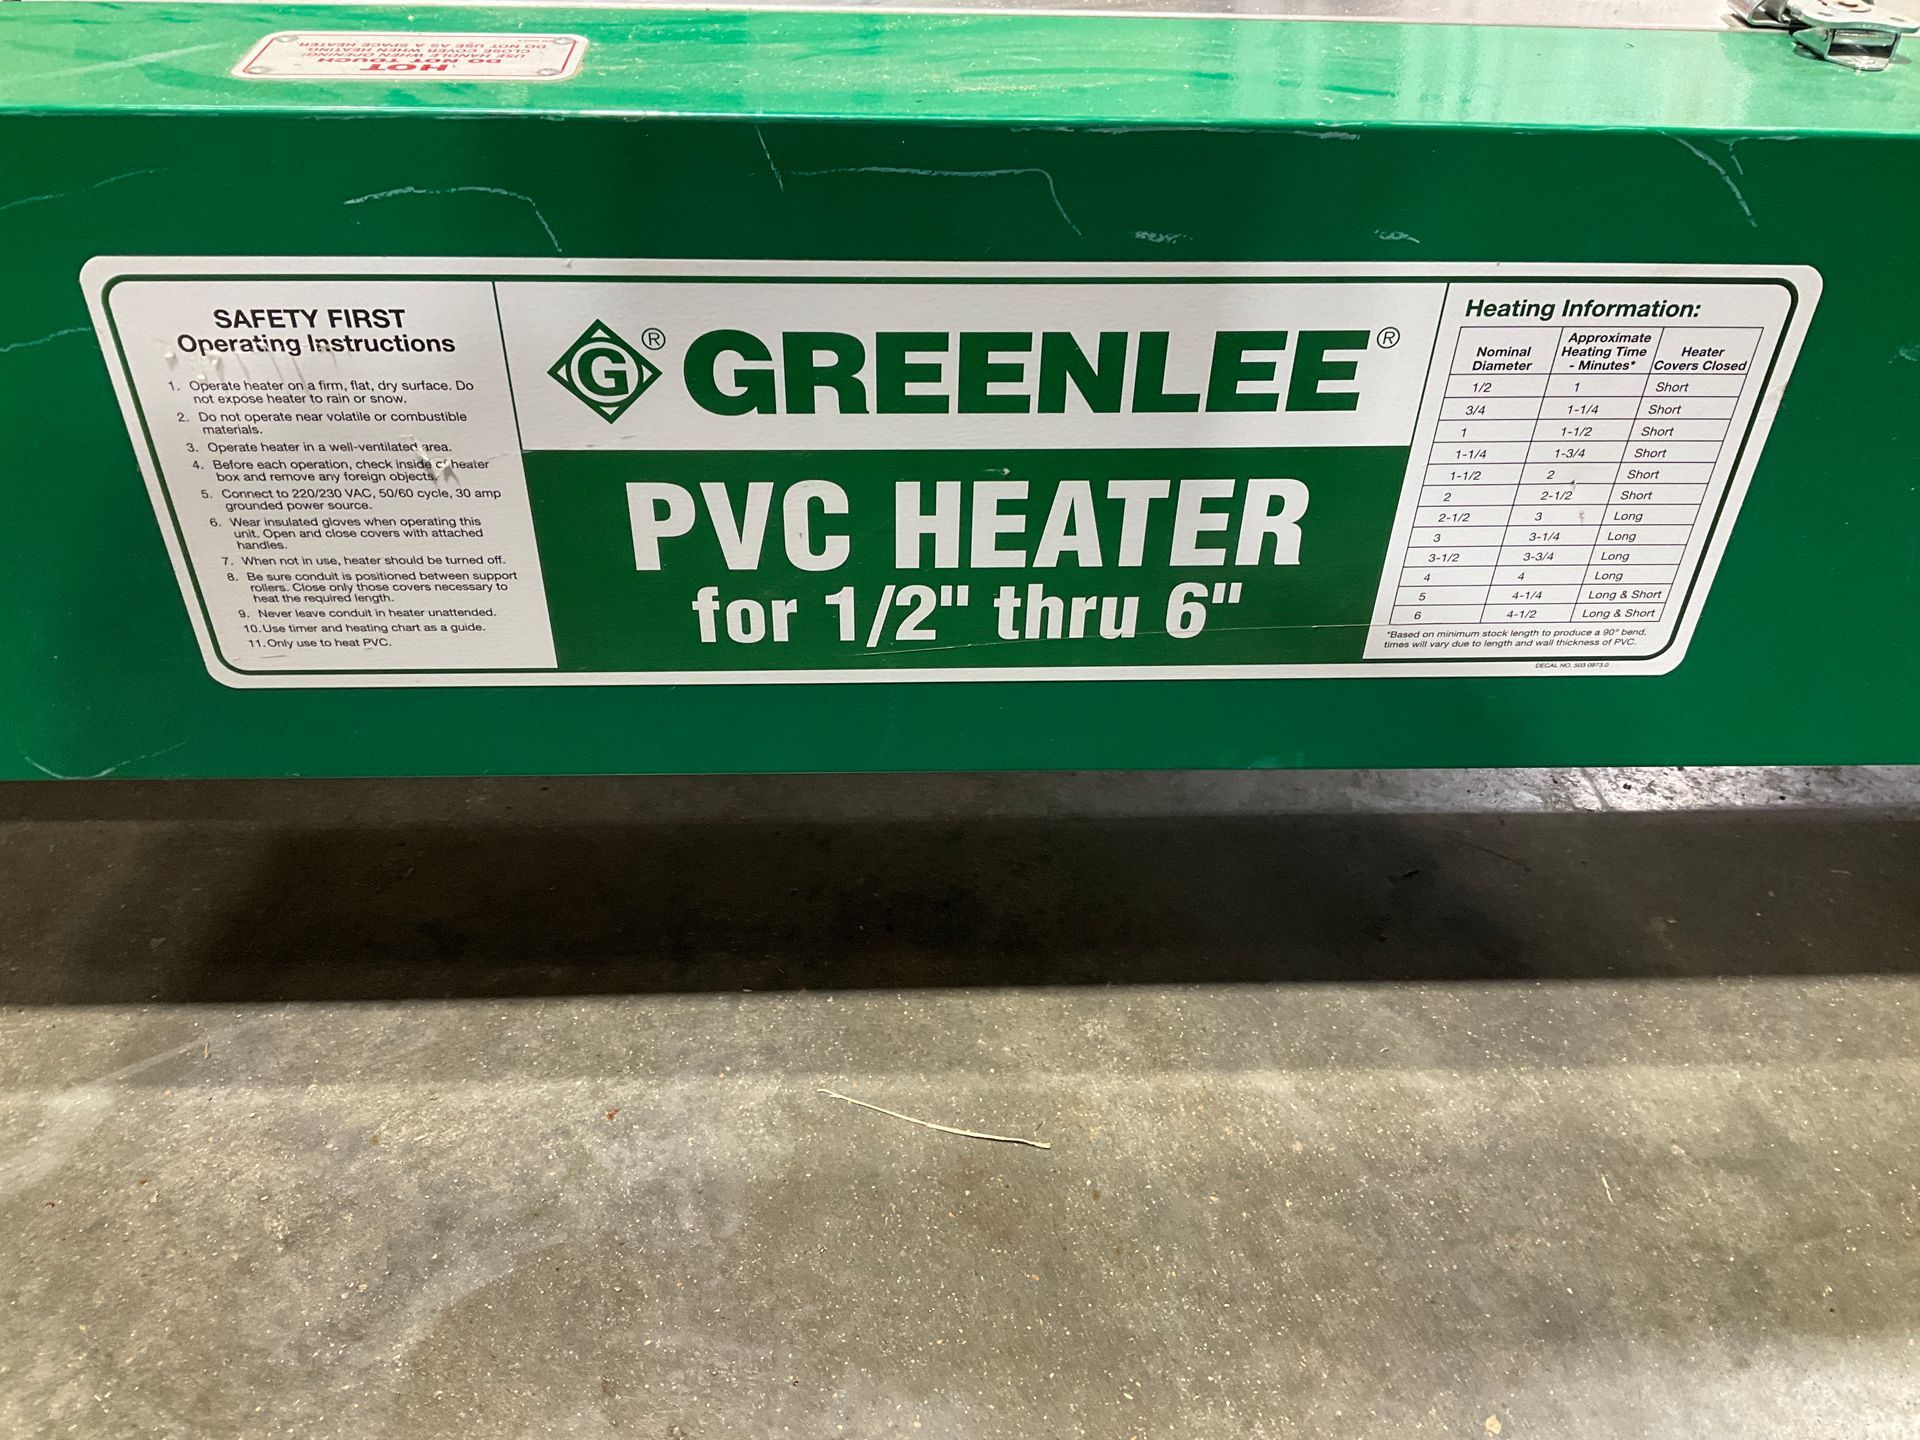 HOT
DO NOT TOUCH
USE HANDLE WHEN OPENING!
CLOSE COVER WHEN HEATING
DO NOT USE AS A SPACE HEATER
SAFETY FIRST
Operating Instructions
1. Operate heater on a firm, flat, dry surface. Do
not expose heater to rain or snow.
2. Do not operate near volatile or combustible
materials.
3. Operate heater in a well-ventilated area.
4. Before each operation, check inside of heater
box and remove any foreign objects.
5. Connect to 220/230 VAC, 50/60 cycle, 30 amp
grounded power source.
6. Wear insulated gloves when operating this
unit. Open and close covers with attached
handles.
7. When not in use, heater should be turned off.
8. Be sure conduit is positioned between support
rollers. Close only those covers necessary to
heat the required length.
9. Never leave conduit in heater unattended.
10. Use timer and heating chart as a guide.
11. Only use to heat PVC.
G® GREENLEE®
PVC HEATER
for 1/2" thru 6"
Heating Information:
Nominal Diameter | Approximate Heating Time - Minutes* | Heater Covers Closed
1/2 1 Short
3/4 1-1/4 Short
1 1-1/2 Short
1-1/4 1-3/4 Short
1-1/2 2 Short
2 2-1/2 Short
2-1/2 3 Long
3 3-1/4 Long
3-1/2 3-3/4 Long
4 4 Long
5 4-1/4 Long & Short
6 4-1/2 Long & Short
*Based on minimum stock length to produce a 90° bend,
times will vary due to length and wall thickness of PVC.
DECAL NO. 503 0973.0